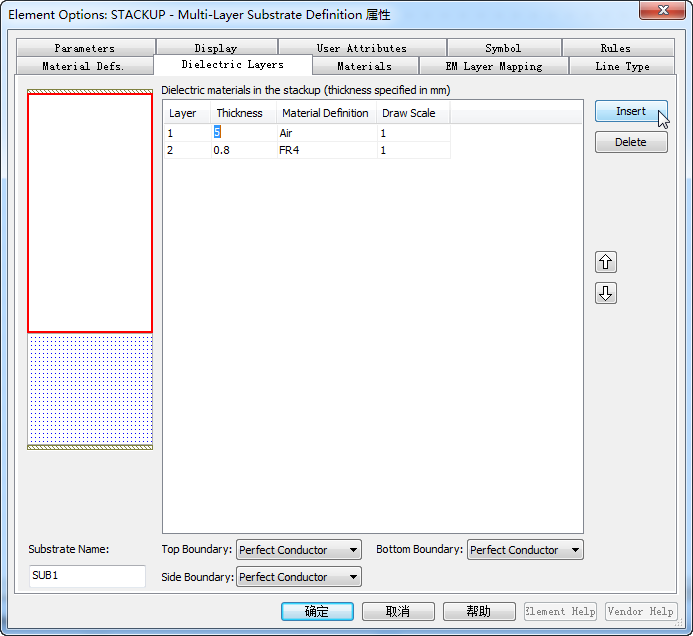 Element Options: STACKUP - Multi-Layer Substrate Definition 属性
Parameters Display User Attributes Symbol Rules
Material Defs. Dielectric Layers Materials EM Layer Mapping Line Type
Dielectric materials in the stackup (thickness specified in mm)
Layer Thickness Material Definition Draw Scale
1 5 Air 1
2 0.8 FR4 1
Insert
Delete
Substrate Name:
SUB1
Top Boundary: Perfect Conductor Bottom Boundary: Perfect Conductor
Side Boundary: Perfect Conductor
确定 取消 帮助 Element Help Vendor Help